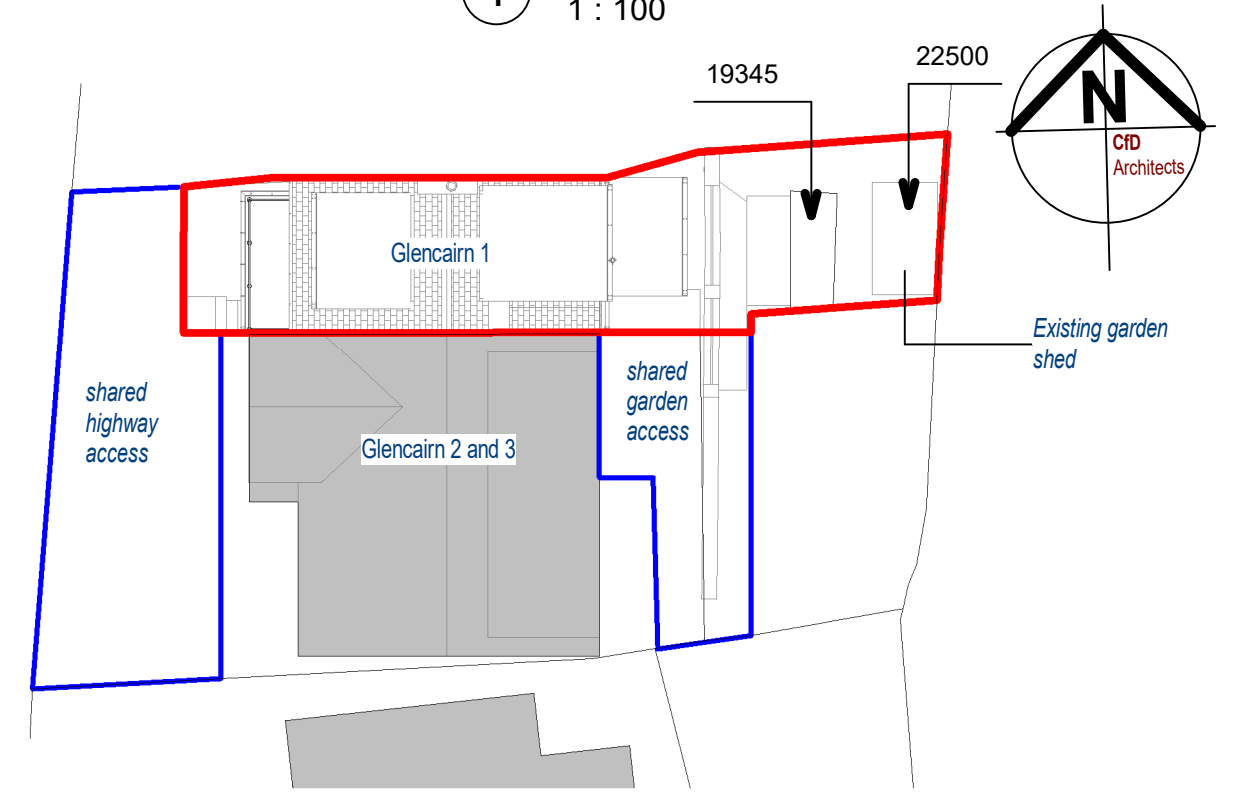 1 : 100
19345
22500
N
CfD
Architects
Glencairn 1
Existing garden
shed
shared
highway
access
shared
garden
access
Glencairn 2 and 3